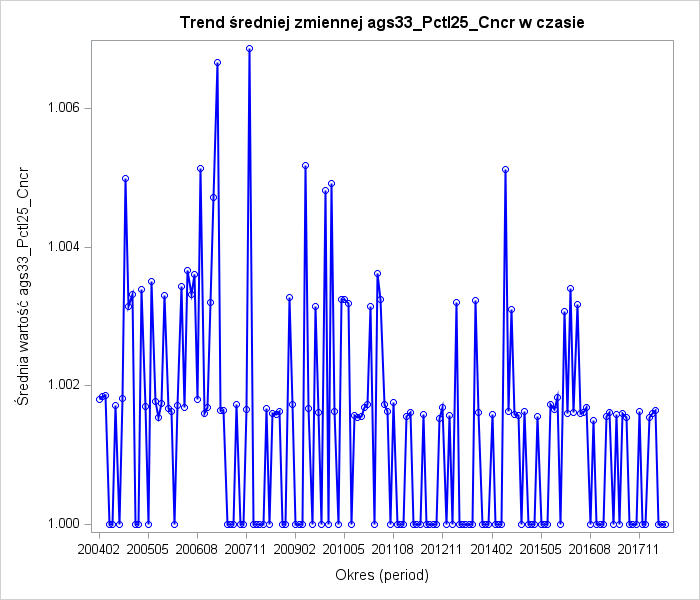 Trend średniej zmiennej ags33_Pctl25_Cncr w czasie
Średnia wartość ags33_Pctl25_Cncr
1.006
1.004
1.002
1.000
200402 200505 200608 200711 200902 201005 201108 201211 201402 201505 201608 201711
Okres (period)